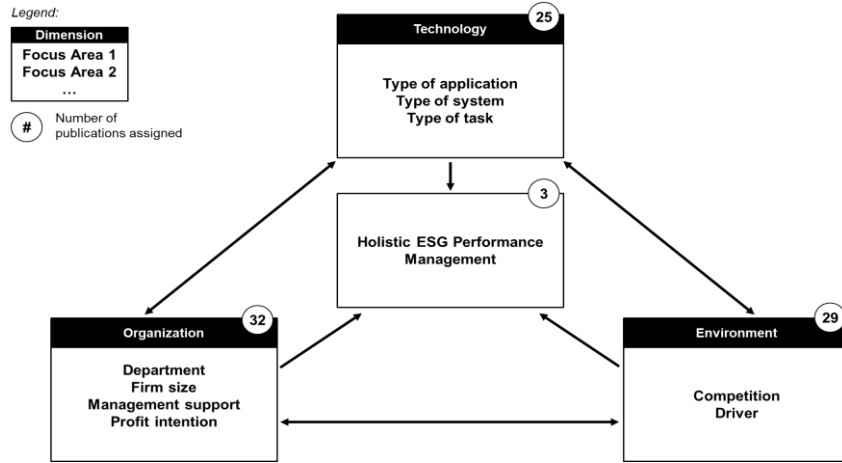 Legend:
Dimension
Focus Area 1
Focus Area 2
...
#
Number of
publications assigned
25
Technology
Type of application
Type of system
Type of task
3
Holistic ESG Performance
Management
32
Organization
Department
Firm size
Management support
Profit intention
29
Environment
Competition
Driver